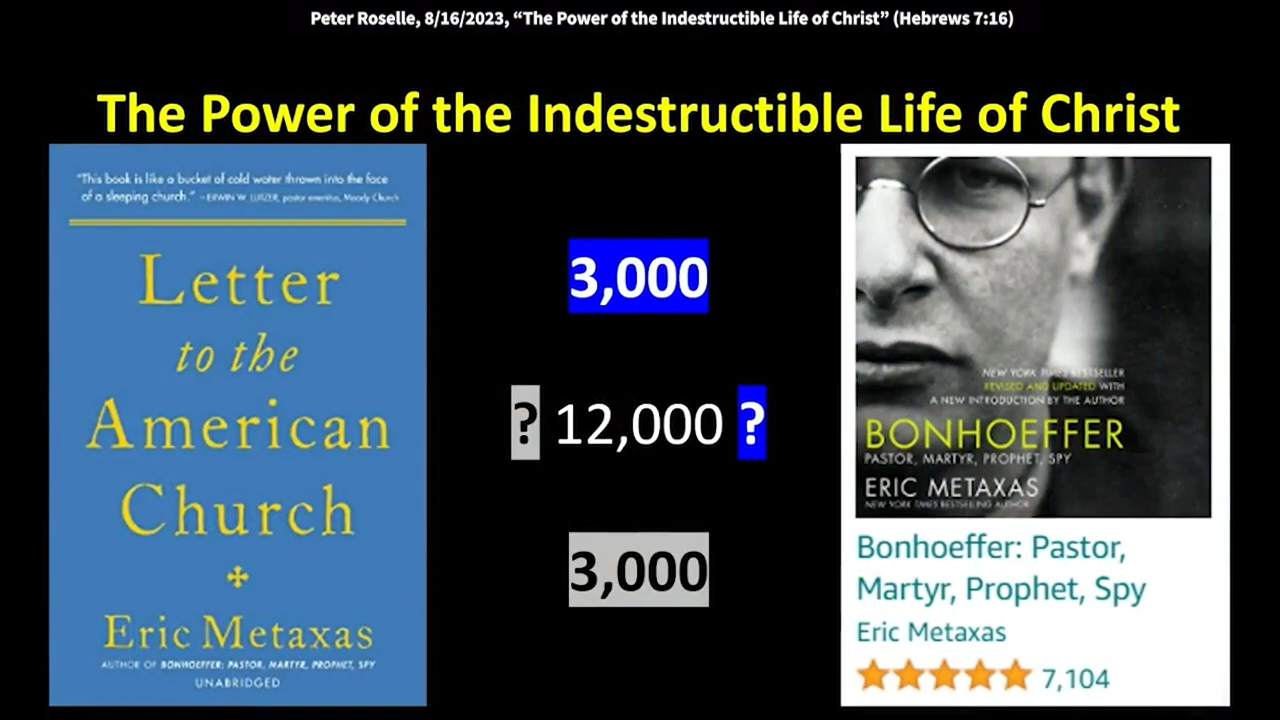 Peter Roselle, 8/16/2023, “The Power of the Indestructible Life of Christ” (Hebrews 7:16)
The Power of the Indestructible Life of Christ
"This book is like a bucket of cold water thrown into the face
of a sleeping church." –ERWIN W. LUTZER, pastor emeritus, Moody Church
Letter
to the
American
Church
Eric Metaxas
AUTHOR OF BONHOEFFER: PASTOR, MARTYR, PROPHET, SPY
UNABRIDGED
3,000
? 12,000 ?
3,000
NEW YORK TIMES BESTSELLER
REVISED AND UPDATED WITH
A NEW INTRODUCTION BY THE AUTHOR
BONHOEFFER
PASTOR, MARTYR, PROPHET, SPY
ERIC METAXAS
NEW YORK TIMES BESTSELLING AUTHOR
Bonhoeffer: Pastor,
Martyr, Prophet, Spy
Eric Metaxas
7,104